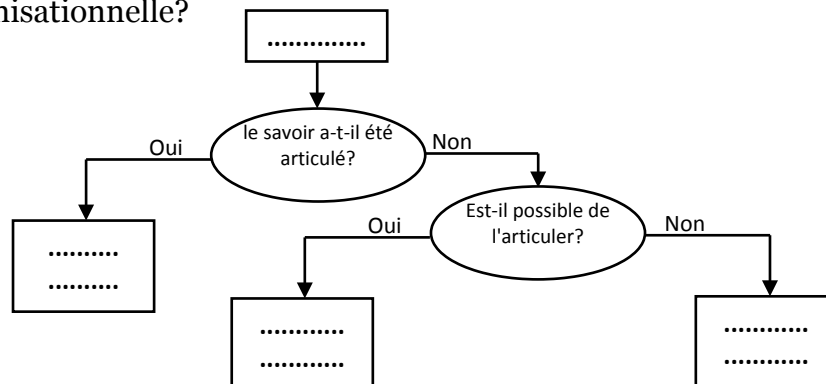 nisationnelle?
..............
le savoir a-t-il été
articulé?
Oui
Non
Est-il possible de
l'articuler?
Oui
Non
..........
..........
............
............
............
............